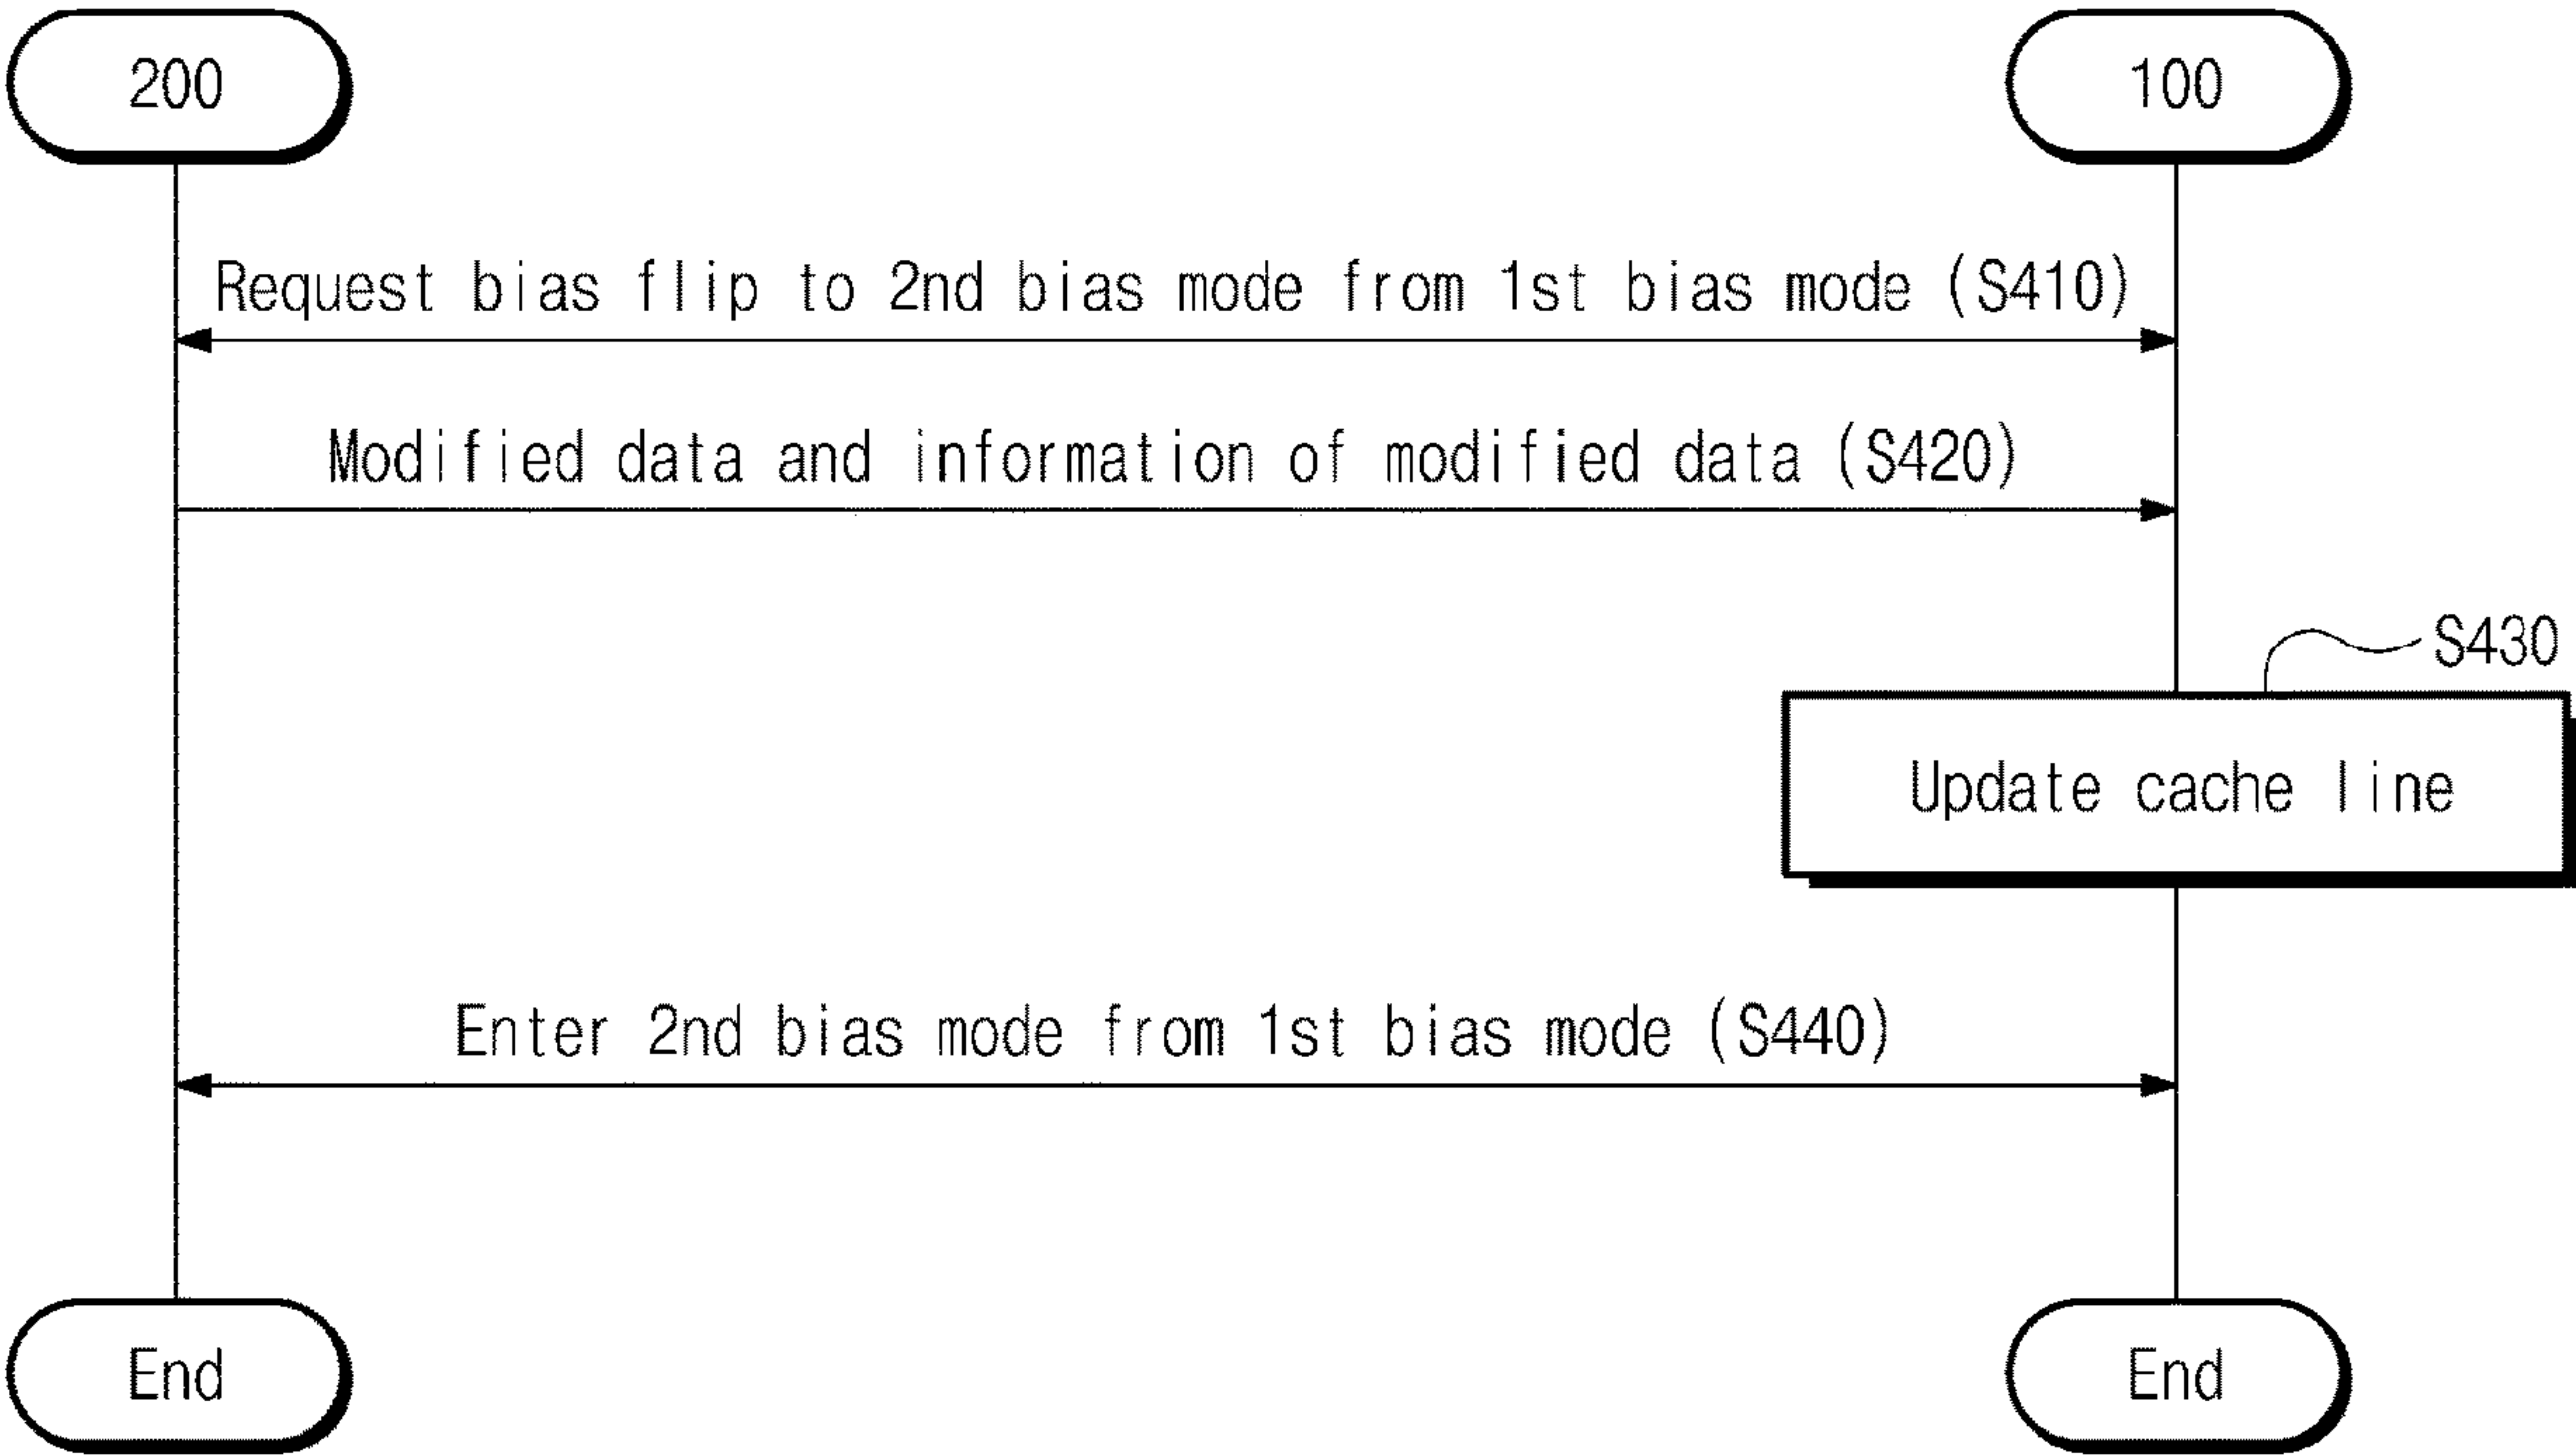 200
100
Request bias flip to 2nd bias mode from 1st bias mode (S410)
Modified data and information of modified data (S420)
S430
Update cache line
Enter 2nd bias mode from 1st bias mode (S440)
End
End